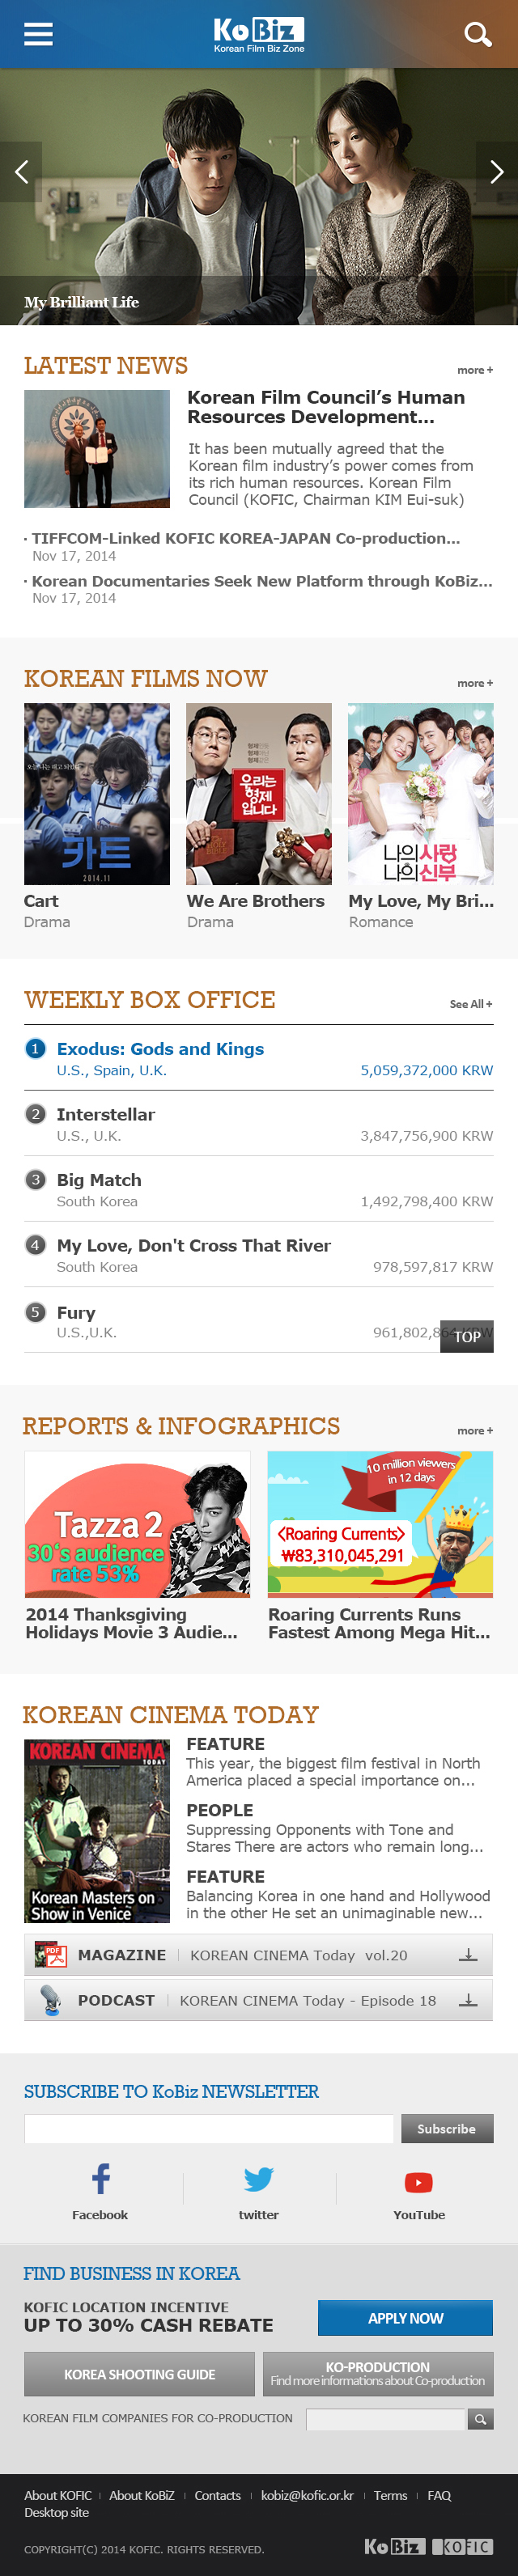 KoBiz
Korean Film Biz Zone
My Brilliant Life
LATEST NEWS
more +
Korean Film Council’s Human
Resources Development...
It has been mutually agreed that the
Korean film industry’s power comes from
its rich human resources. Korean Film
Council (KOFIC, Chairman KIM Eui-suk)
· TIFFCOM-Linked KOFIC KOREA-JAPAN Co-production...
Nov 17, 2014
· Korean Documentaries Seek New Platform through KoBiz...
Nov 17, 2014
KOREAN FILMS NOW
more +
카트
2014.11
우리는
형제
입니다
나의 사랑
나의 신부
Cart
Drama
We Are Brothers
Drama
My Love, My Bri...
Romance
WEEKLY BOX OFFICE
See All +
1 Exodus: Gods and Kings
U.S., Spain, U.K. 5,059,372,000 KRW
2 Interstellar
U.S., U.K. 3,847,756,900 KRW
3 Big Match
South Korea 1,492,798,400 KRW
4 My Love, Don't Cross That River
South Korea 978,597,817 KRW
5 Fury
U.S.,U.K. 961,802,864 KRW
TOP
REPORTS & INFOGRAPHICS
more +
Tazza 2
30‘s audience
rate 53%
10 million viewers
in 12 days
<Roaring Currents>
₩83,310,045,291
2014 Thanksgiving
Holidays Movie 3 Audie...
Roaring Currents Runs
Fastest Among Mega Hit...
KOREAN CINEMA TODAY
KOREAN CINEMA
TODAY
Korean Masters on
Show in Venice
FEATURE
This year, the biggest film festival in North
America placed a special importance on...
PEOPLE
Suppressing Opponents with Tone and
Stares There are actors who remain long...
FEATURE
Balancing Korea in one hand and Hollywood
in the other He set an unimaginable new...
PDF
MAGAZINE | KOREAN CINEMA Today vol.20
PODCAST | KOREAN CINEMA Today - Episode 18
SUBSCRIBE TO KoBiz NEWSLETTER
Subscribe
Facebook
twitter
YouTube
FIND BUSINESS IN KOREA
KOFIC LOCATION INCENTIVE
UP TO 30% CASH REBATE
APPLY NOW
KOREA SHOOTING GUIDE
KO-PRODUCTION
Find more informations about Co-production
KOREAN FILM COMPANIES FOR CO-PRODUCTION
About KOFIC | About KoBiZ | Contacts | kobiz@kofic.or.kr | Terms | FAQ
Desktop site
COPYRIGHT(C) 2014 KOFIC. RIGHTS RESERVED.
KoBiz KOFIC